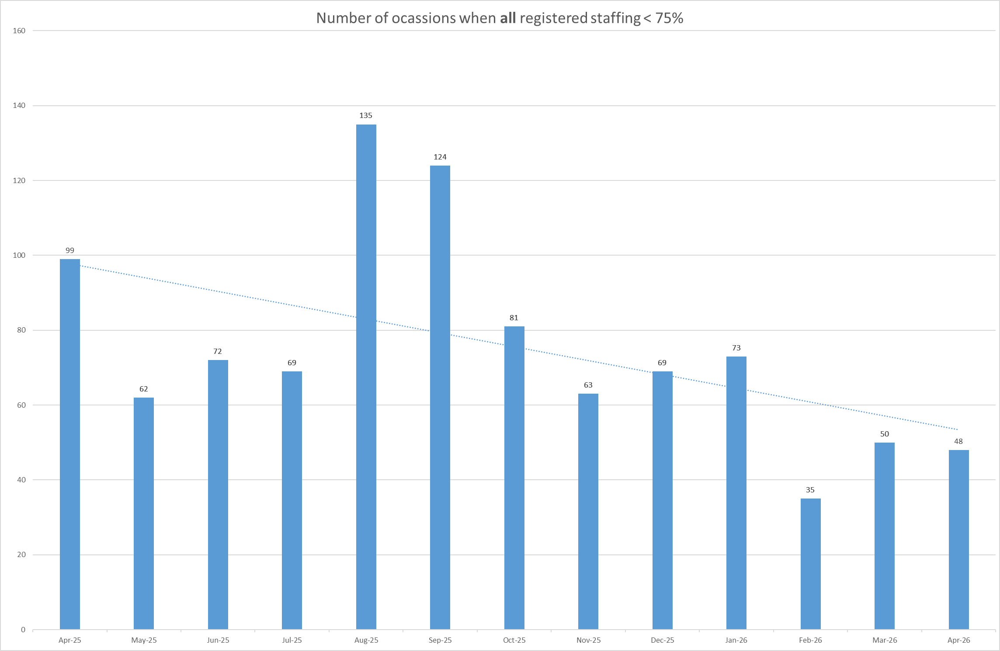 Number of ocassions when all registered staffing < 75%
160
140
120
100
80
60
40
20
0
99
62
72
69
135
124
81
63
69
73
35
50
48
Apr-25
May-25
Jun-25
Jul-25
Aug-25
Sep-25
Oct-25
Nov-25
Dec-25
Jan-26
Feb-26
Mar-26
Apr-26